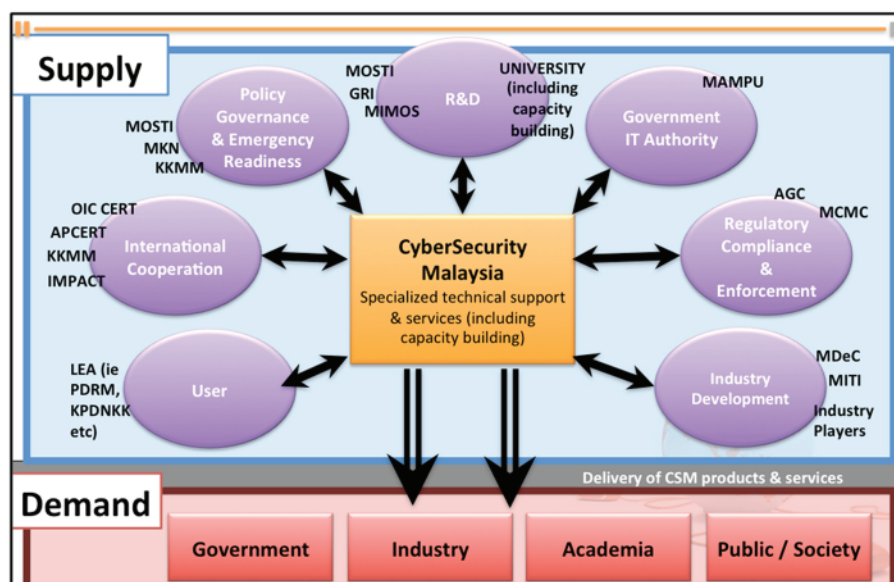 Supply
Policy
Governance
& Emergency
Readiness
MOSTI
MKN
KKMM
MOSTI
GRI
MIMOS
R&D
UNIVERSITY
(including
capacity
building)
MAMPU
Government
IT Authority
OIC CERT
APCERT
KKMM
IMPACT
International
Cooperation
CyberSecurity
Malaysia
Specialized technical support
& services (including
capacity building)
AGC
MCMC
Regulatory
Compliance
&
Enforcement
LEA (ie
PDRM,
KPDNKK
etc)
User
MDeC
MITI
Industry
Players
Industry
Development
Delivery of CSM products & services
Demand
Government
Industry
Academia
Public / Society